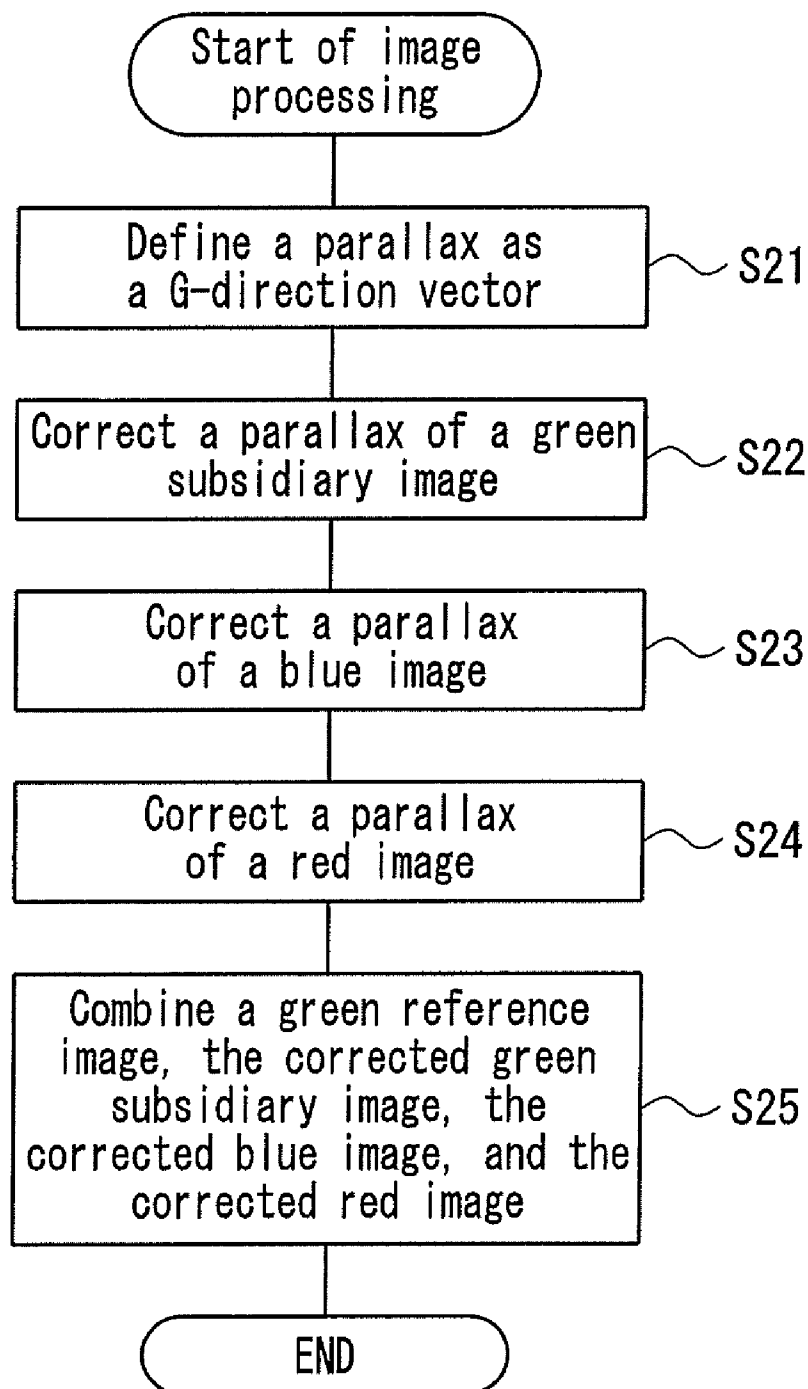 Start of image
processing
Define a parallax as
a G-direction vector
S21
Correct a parallax of a green
subsidiary image
S22
Correct a parallax
of a blue image
S23
Correct a parallax
of a red image
S24
Combine a green reference
image, the corrected green
subsidiary image, the
corrected blue image, and the
corrected red image
S25
END